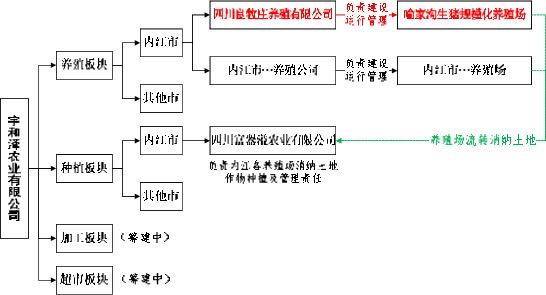 四川良牧庄养殖有限公司
负责建设
运行管理
喻家沟生猪规模化养殖场
养殖板块
内江市
内江市…养殖公司
负责建设
运行管理
内江市…养殖场
其他市
宇和泽农业有限公司
种植板块
内江市
四川富器溢农业有限公司
养殖场流转消纳土地
负责内江各养殖场消纳土地
作物种植及管理责任
其他市
加工板块
（筹建中）
超市板块
（筹建中）